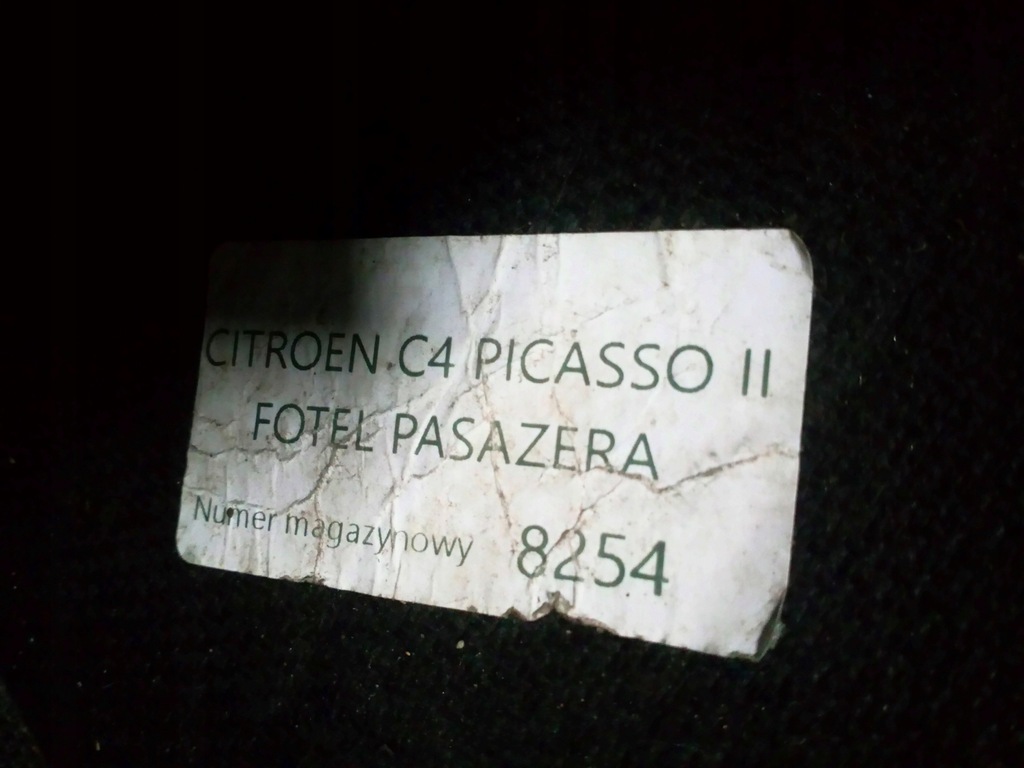 CITROEN C4 PICASSO II
FOTEL PASAZERA
Numer magazynowy 8254